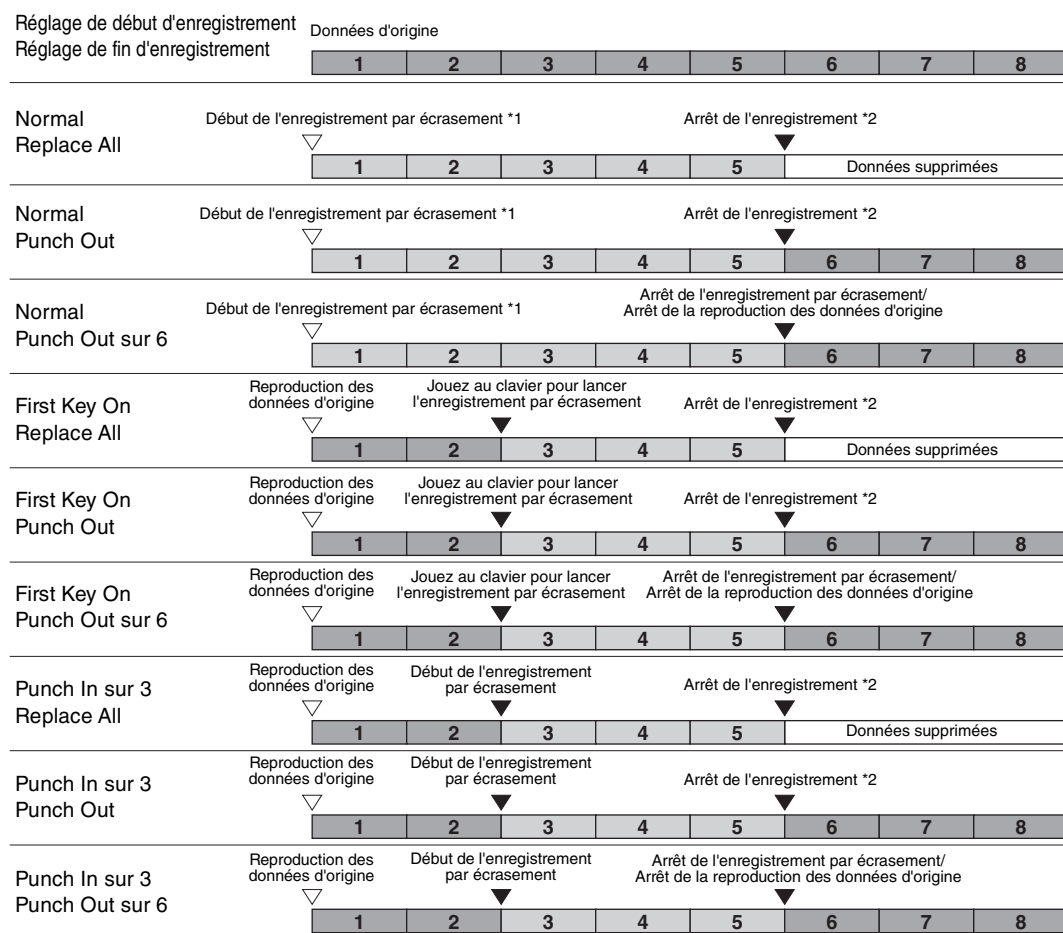 Réglage de début d'enregistrement
Réglage de fin d'enregistrement
Données d'origine
1 2 3 4 5 6 7 8
Normal
Replace All
Début de l'enregistrement par écrasement *1
Arrêt de l'enregistrement *2
1 2 3 4 5 Données supprimées
Normal
Punch Out
Début de l'enregistrement par écrasement *1
Arrêt de l'enregistrement *2
1 2 3 4 5 6 7 8
Normal
Punch Out sur 6
Début de l'enregistrement par écrasement *1
Arrêt de l'enregistrement par écrasement/
Arrêt de la reproduction des données d'origine
1 2 3 4 5 6 7 8
First Key On
Replace All
Reproduction des
données d'origine
Jouez au clavier pour lancer
l'enregistrement par écrasement
Arrêt de l'enregistrement *2
1 2 3 4 5 Données supprimées
First Key On
Punch Out
Reproduction des
données d'origine
Jouez au clavier pour lancer
l'enregistrement par écrasement
Arrêt de l'enregistrement *2
1 2 3 4 5 6 7 8
First Key On
Punch Out sur 6
Reproduction des
données d'origine
Jouez au clavier pour lancer
l'enregistrement par écrasement
Arrêt de l'enregistrement par écrasement/
Arrêt de la reproduction des données d'origine
1 2 3 4 5 6 7 8
Punch In sur 3
Replace All
Reproduction des
données d'origine
Début de l'enregistrement
par écrasement
Arrêt de l'enregistrement *2
1 2 3 4 5 Données supprimées
Punch In sur 3
Punch Out
Reproduction des
données d'origine
Début de l'enregistrement
par écrasement
Arrêt de l'enregistrement *2
1 2 3 4 5 6 7 8
Punch In sur 3
Punch Out sur 6
Reproduction des
données d'origine
Début de l'enregistrement
par écrasement
Arrêt de l'enregistrement par écrasement/
Arrêt de la reproduction des données d'origine
1 2 3 4 5 6 7 8